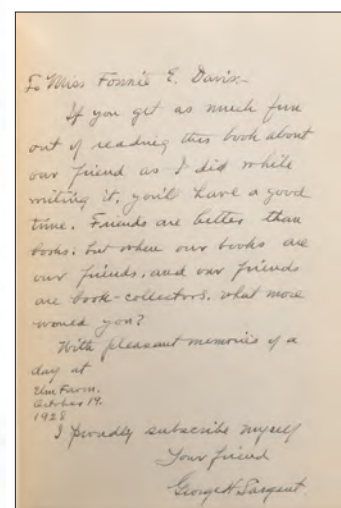 To Miss Fannie E. Davis:-
If you get as much fun
out of reading this book about
our friend as I did while
writing it, you'll have a good
time. Friends are better than
books; but when our books are
our friends, and our friends
are book-collectors, what more
would you?
With pleasant memories of a
day at
Elm Farm.
October 19.
1928
I proudly subscribe myself
Your friend
George H. Sargent.